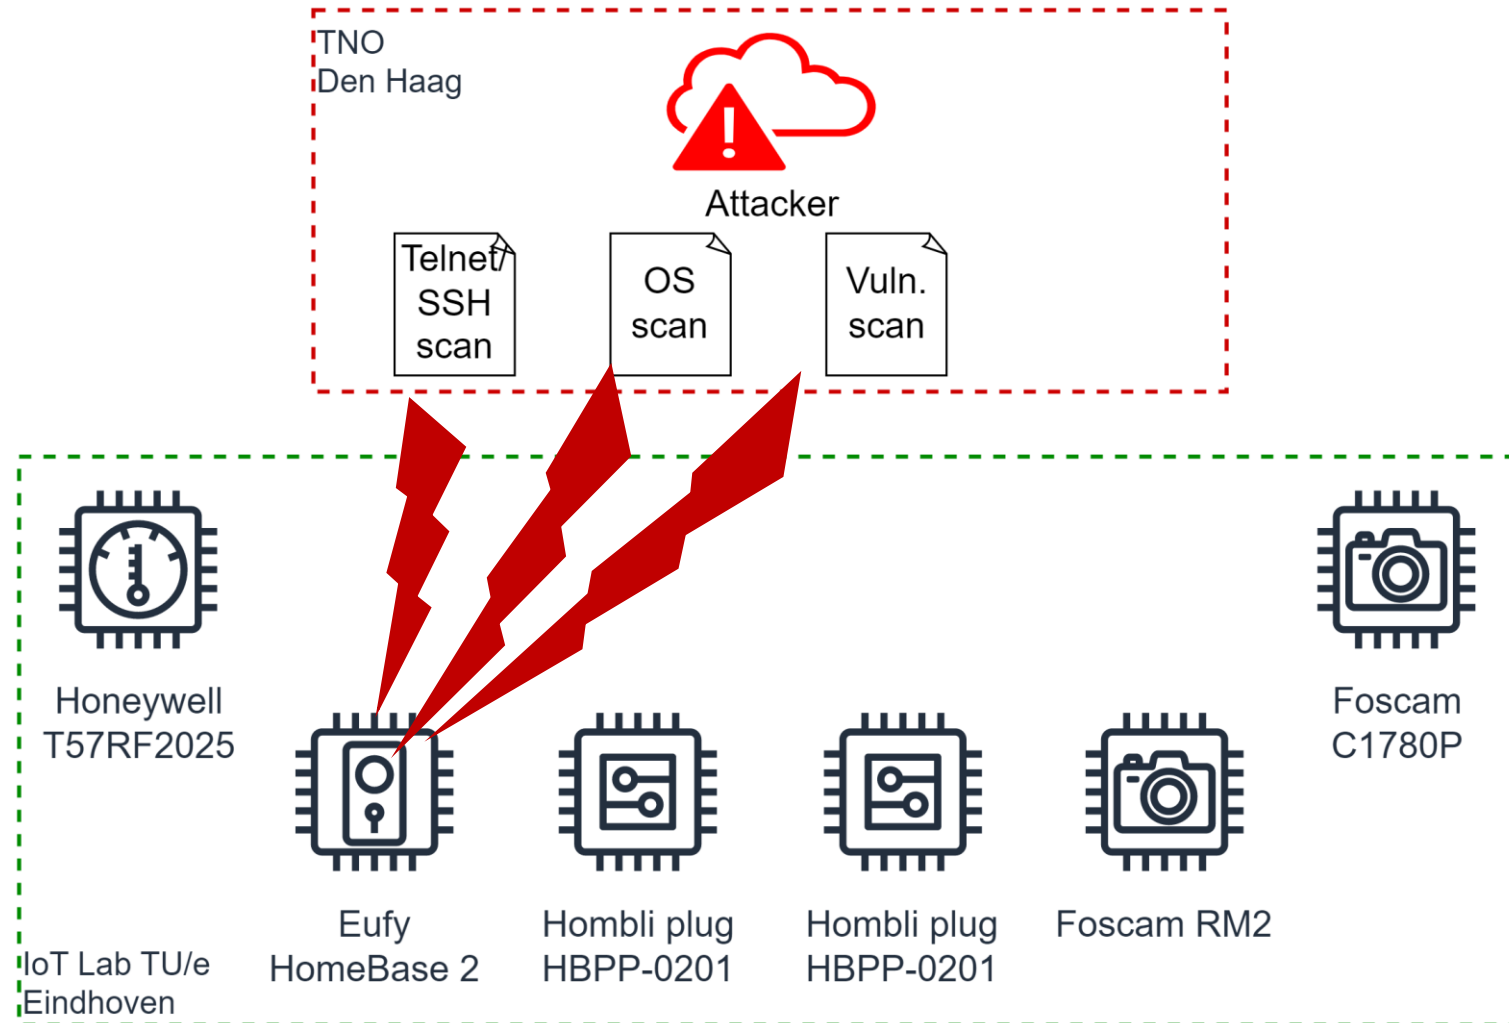 TNO
Den Haag
Attacker
Telnet/
SSH
scan
OS
scan
Vuln.
scan
Honeywell
T57RF2025
Foscam
C1780P
Eufy
HomeBase 2
Hombli plug
HBPP-0201
Hombli plug
HBPP-0201
Foscam RM2
IoT Lab TU/e
Eindhoven